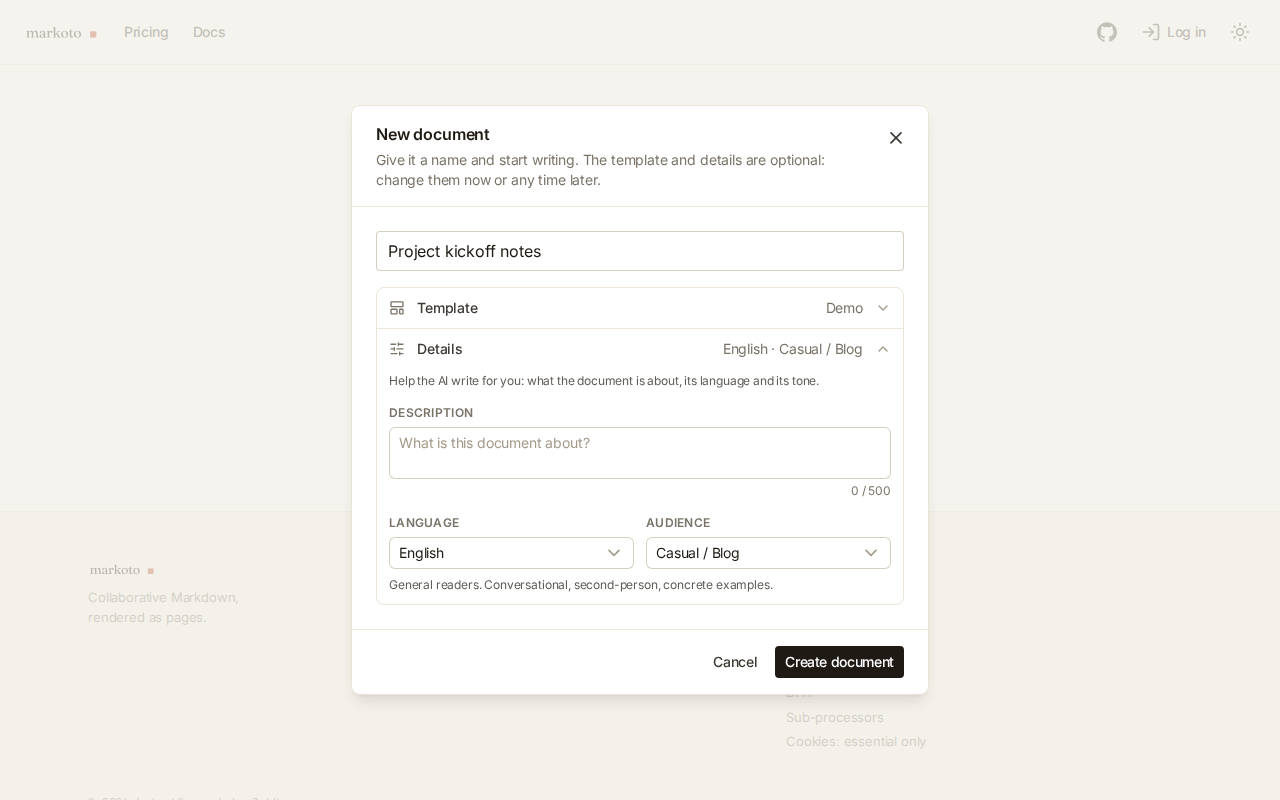 markoto
Pricing
Docs
Log in
New document
Give it a name and start writing. The template and details are optional:
change them now or any time later.
Project kickoff notes
Template
Demo
Details
English · Casual / Blog
Help the AI write for you: what the document is about, its language and its tone.
DESCRIPTION
What is this document about?
0 / 500
LANGUAGE
AUDIENCE
English
Casual / Blog
General readers. Conversational, second-person, concrete examples.
Cancel
Create document
markoto
Collaborative Markdown,
rendered as pages.
Sub-processors
Cookies: essential only